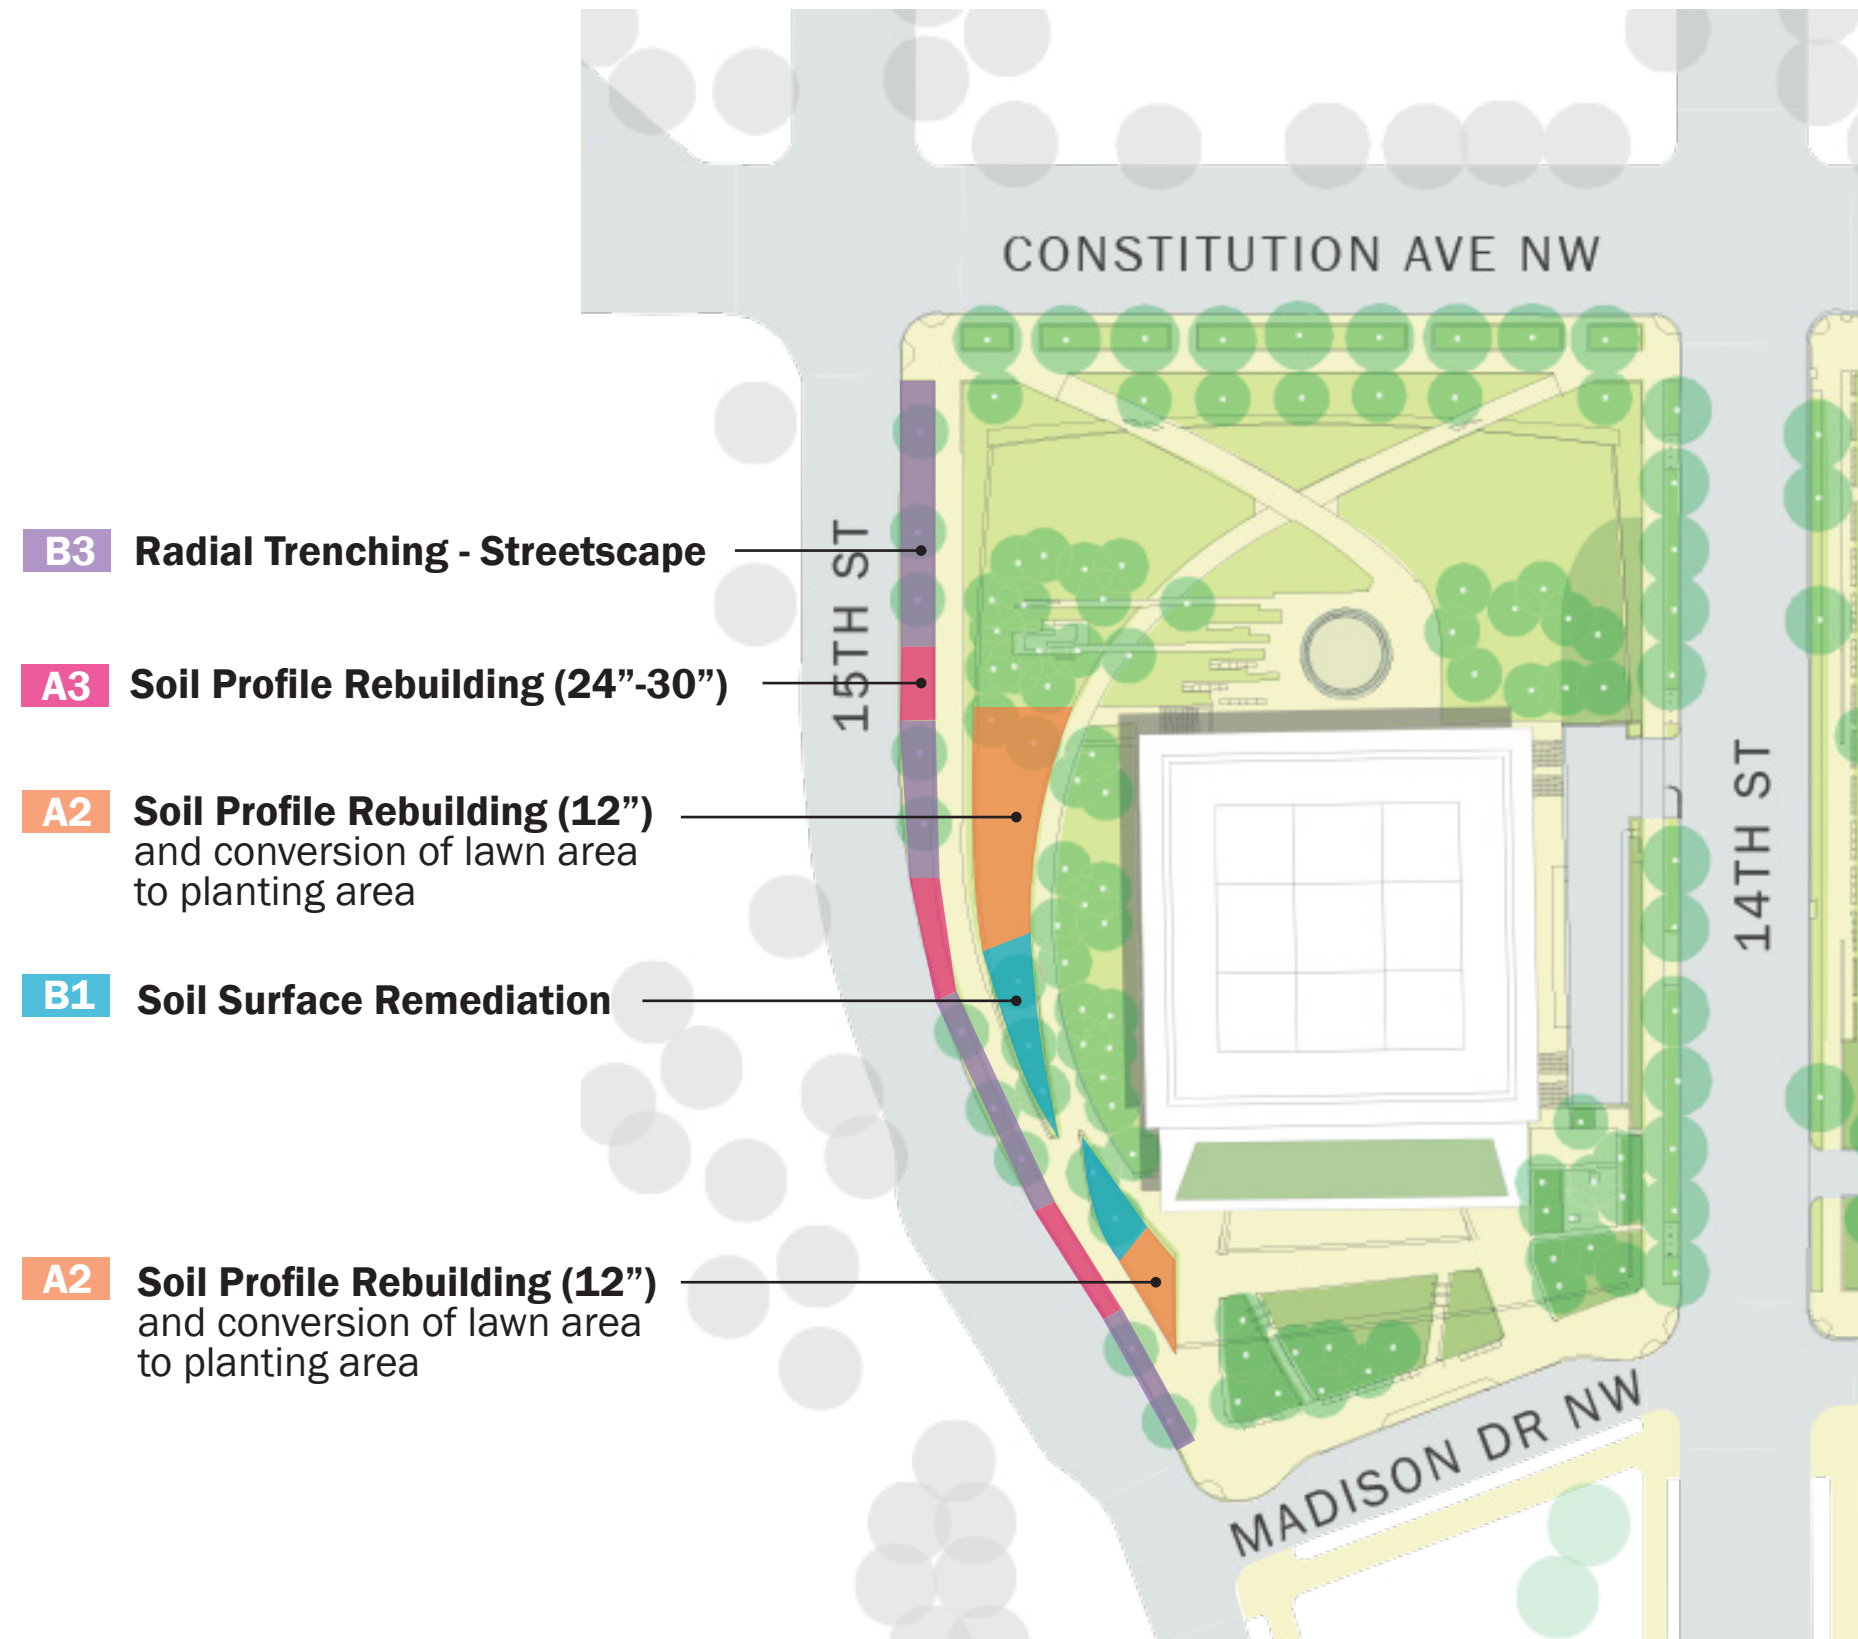 CONSTITUTION AVE NW
B3 Radial Trenching - Streetscape
15TH ST
A3 Soil Profile Rebuilding (24”-30”)
A2 Soil Profile Rebuilding (12”)
and conversion of lawn area
to planting area
14TH ST
B1 Soil Surface Remediation
A2 Soil Profile Rebuilding (12”)
and conversion of lawn area
to planting area
MADISON DR NW